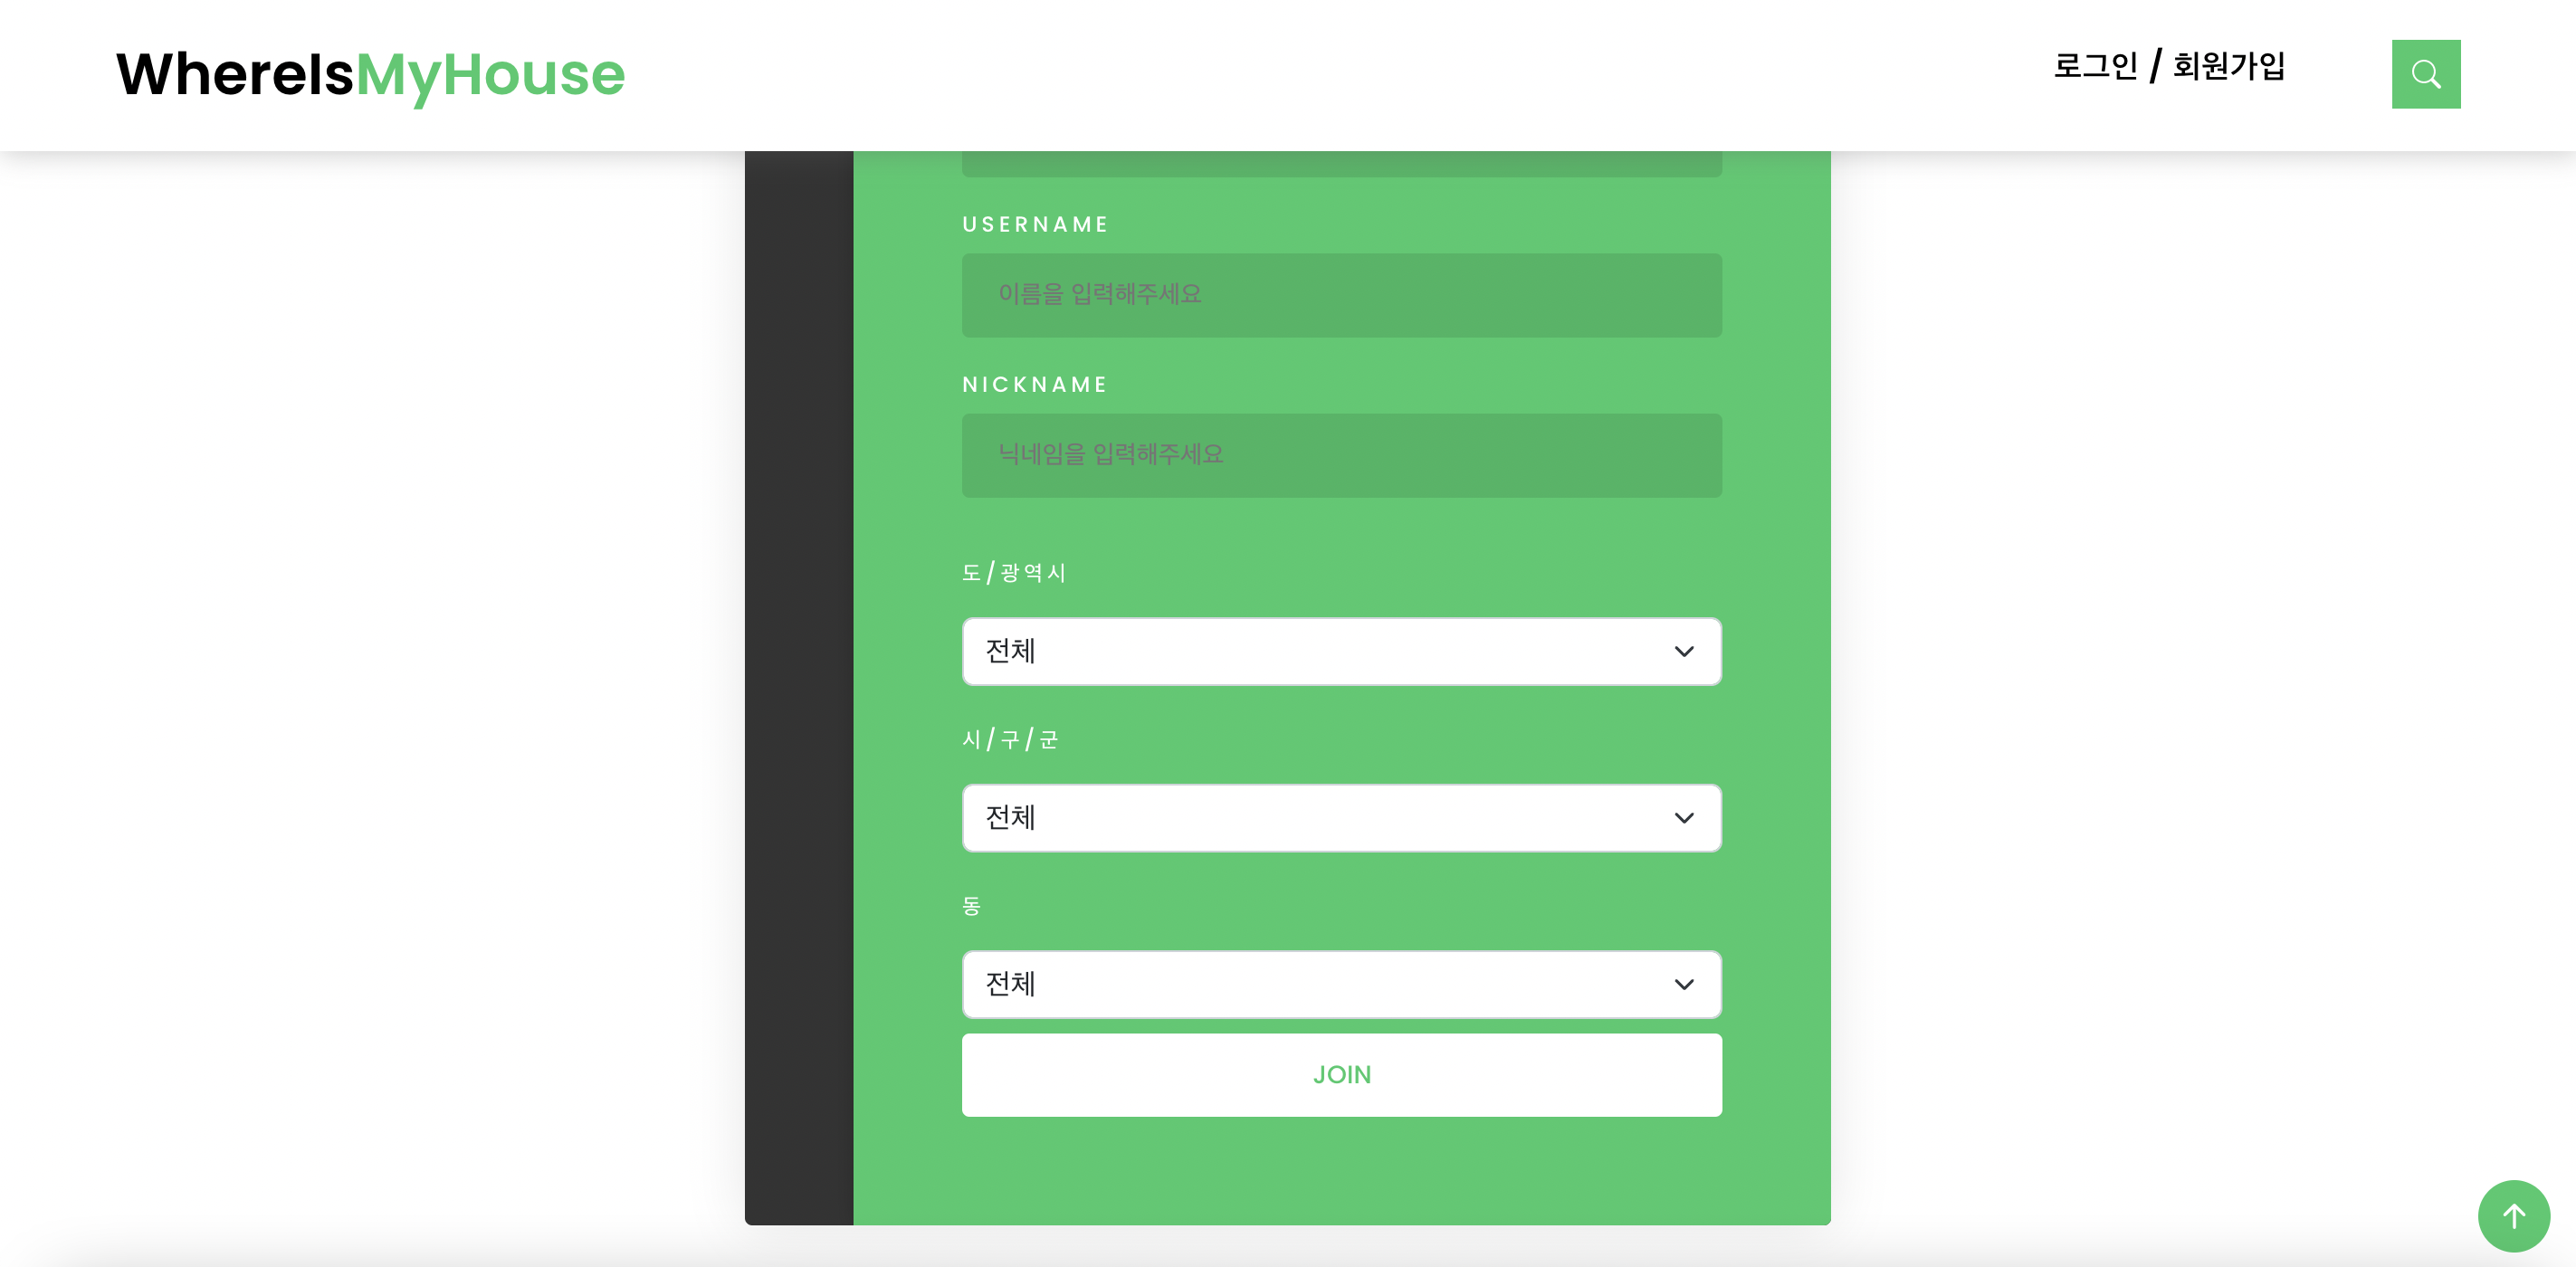 WhereIsMyHouse
로그인 / 회원가입
USERNAME
이름을 입력해주세요
NICKNAME
닉네임을 입력해주세요
도/광역시
전체
시/구/군
전체
동
전체
JOIN